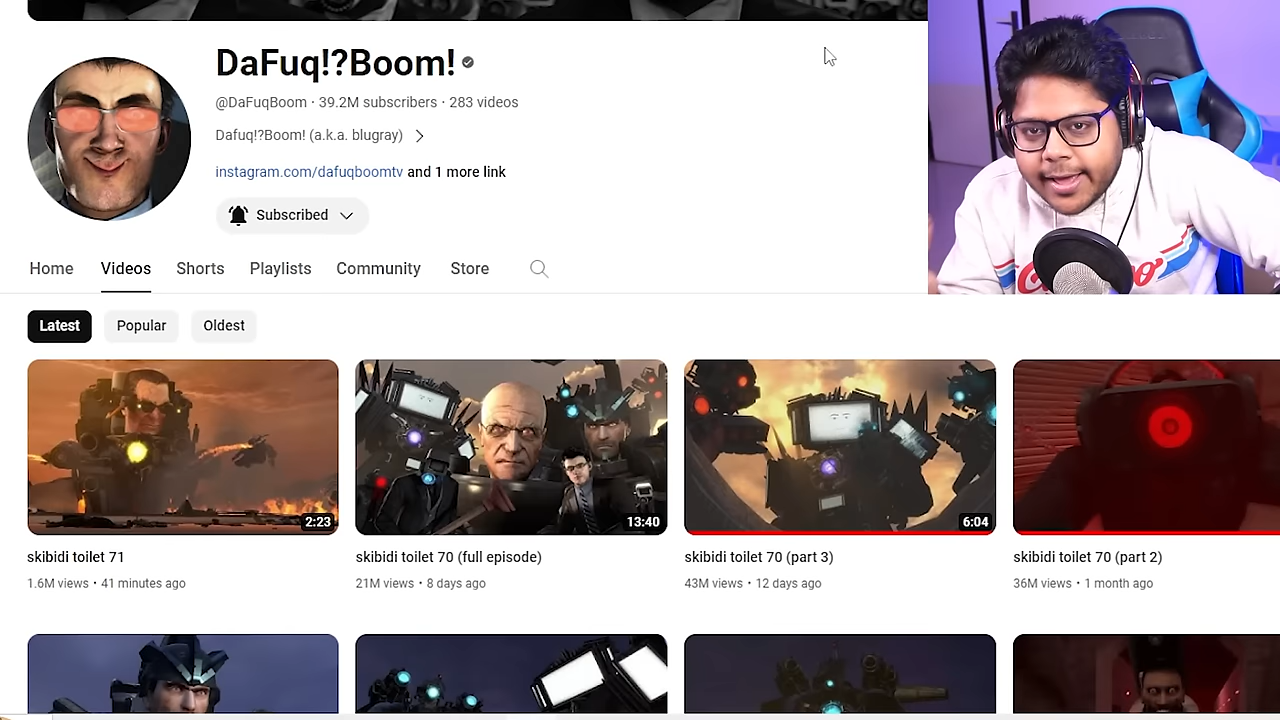 DaFuq!?Boom!
@DaFuqBoom · 39.2M subscribers · 283 videos
Dafuq!?Boom! (a.k.a. blugray)
instagram.com/dafuqboomtv and 1 more link
Subscribed
Home Videos Shorts Playlists Community Store
Latest Popular Oldest
2:23 13:40 6:04
skibidi toilet 71 skibidi toilet 70 (full episode) skibidi toilet 70 (part 3) skibidi toilet 70 (part 2)
1.6M views • 41 minutes ago 21M views • 8 days ago 43M views • 12 days ago 36M views • 1 month ago